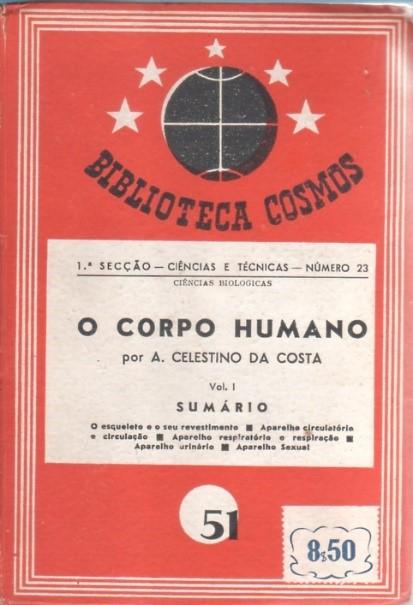 BIBLIOTECA COSMOS
1.ª SECÇÃO — CIÊNCIAS E TÉCNICAS — NÚMERO 23
CIÊNCIAS BIOLOGICAS
O CORPO HUMANO
por A. CELESTINO DA COSTA
Vol. I
SUMÁRIO
O esqueleto e o seu revestimento ■ Aparelho circulatório
e circulação ■ Aparelho respiratório e respiração ■
Aparelho urinário ■ Aparelho Sexual
51
8$50